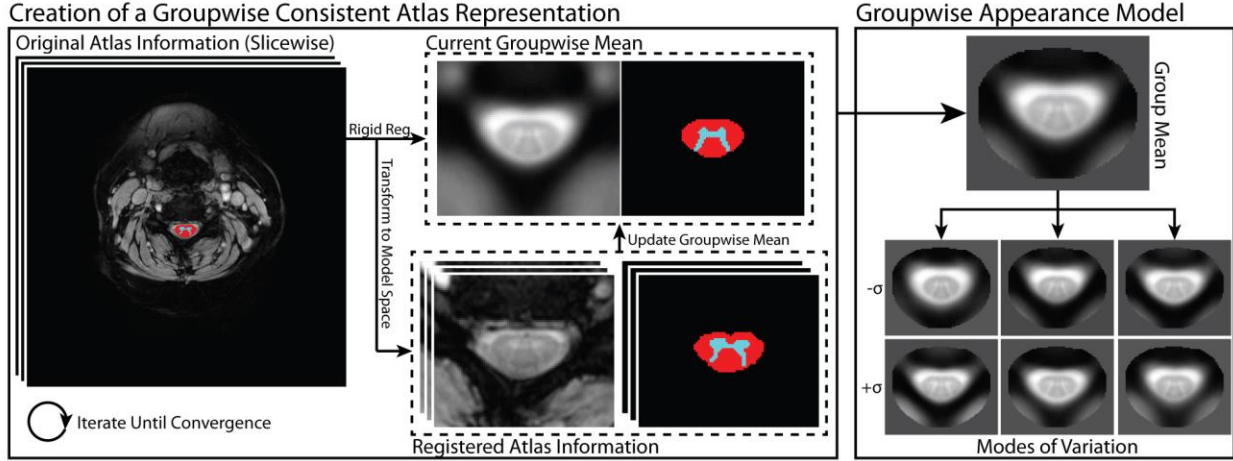 Creation of a Groupwise Consistent Atlas Representation
Original Atlas Information (Slicewise)
Current Groupwise Mean
Rigid Reg.
Transform to Model Space
Update Groupwise Mean
Registered Atlas Information
Iterate Until Convergence
Groupwise Appearance Model
Group Mean
-σ
+σ
Modes of Variation